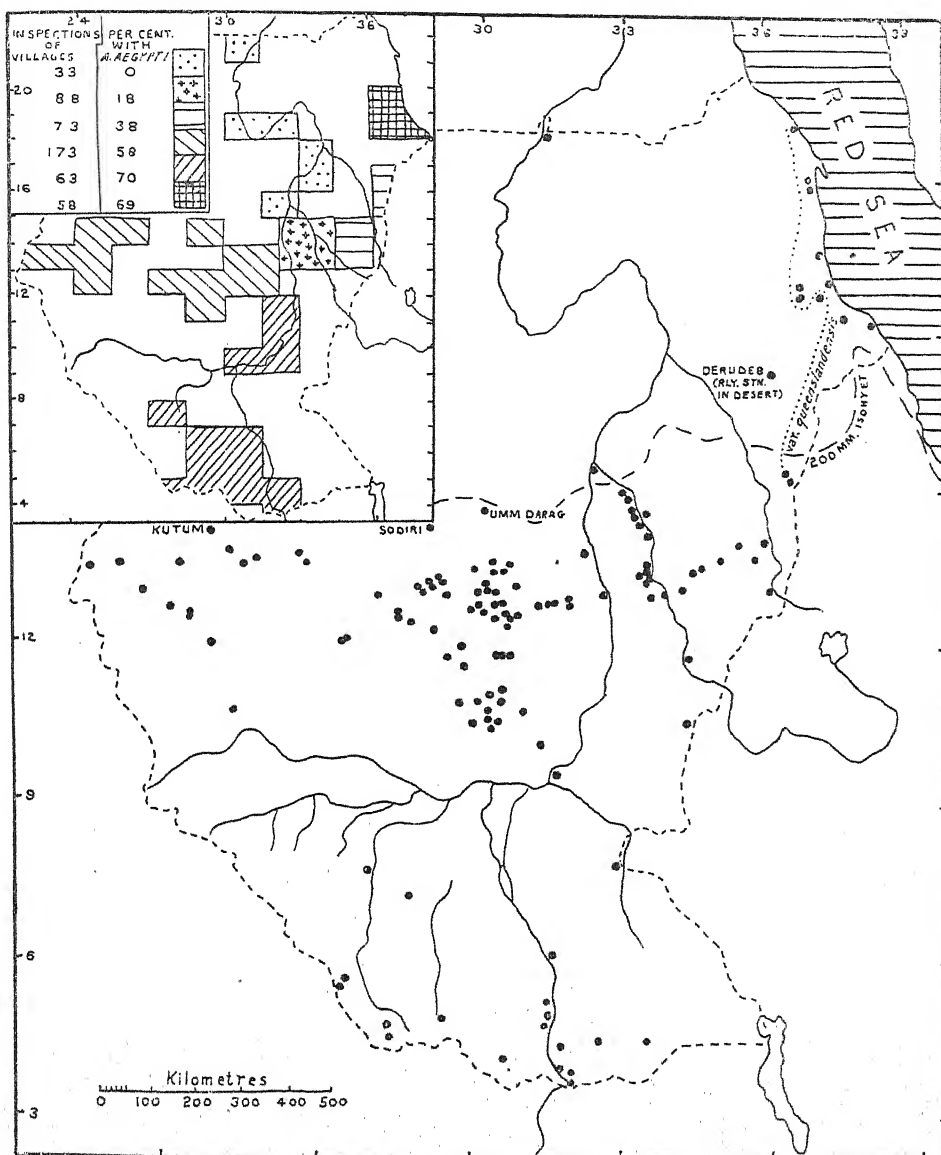 24 30 36
INSPECTIONS OF VILLAGES PER CENT. WITH A.AEGYPTI
33 0
88 18
73 38
173 58
63 70
58 69
20
16
12
8
4
30 33 36 39
RED SEA
DERUDEB
(RLY. STN.
IN DESERT)
var. queenslandensis
200 MM. ISOHYET
KUTUM
SODIRI
UMM DARAG
12
9
6
3
Kilometres
0 100 200 300 400 500